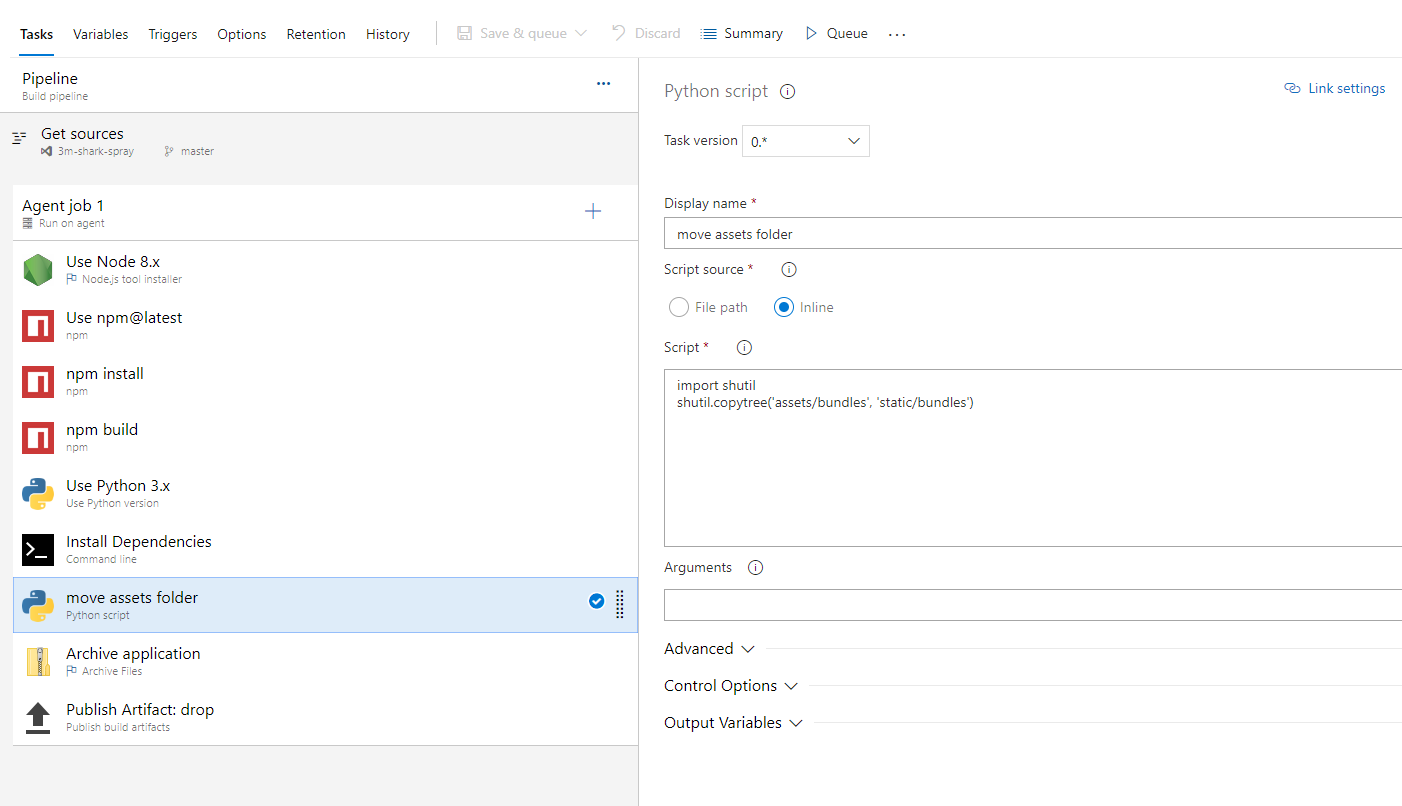 Tasks Variables Triggers Options Retention History Save & queue Discard Summary Queue ...
Pipeline
Build pipeline
Get sources
3m-shark-spray master
Agent job 1
Run on agent
Use Node 8.x
Node.js tool installer
Use npm@latest
npm
npm install
npm
npm build
npm
Use Python 3.x
Use Python version
Install Dependencies
Command line
move assets folder
Python script
Archive application
Archive Files
Publish Artifact: drop
Publish build artifacts
Python script
Link settings
Task version 0.*
Display name *
move assets folder
Script source *
File path Inline
Script *
import shutil
shutil.copytree('assets/bundles', 'static/bundles')
Arguments
Advanced
Control Options
Output Variables